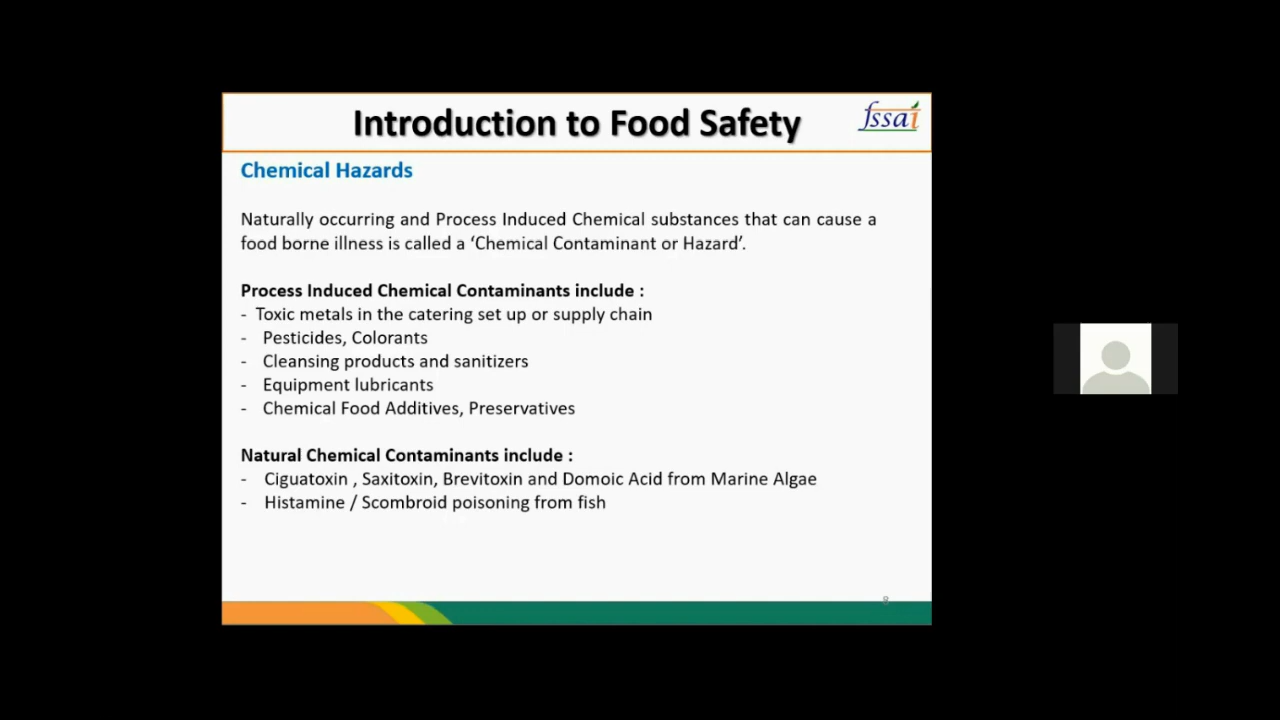 Introduction to Food Safety
fssai
Chemical Hazards
Naturally occurring and Process Induced Chemical substances that can cause a
food borne illness is called a ‘Chemical Contaminant or Hazard’.
Process Induced Chemical Contaminants include :
- Toxic metals in the catering set up or supply chain
- Pesticides, Colorants
- Cleansing products and sanitizers
- Equipment lubricants
- Chemical Food Additives, Preservatives
Natural Chemical Contaminants include :
- Ciguatoxin , Saxitoxin, Brevitoxin and Domoic Acid from Marine Algae
- Histamine / Scombroid poisoning from fish
8